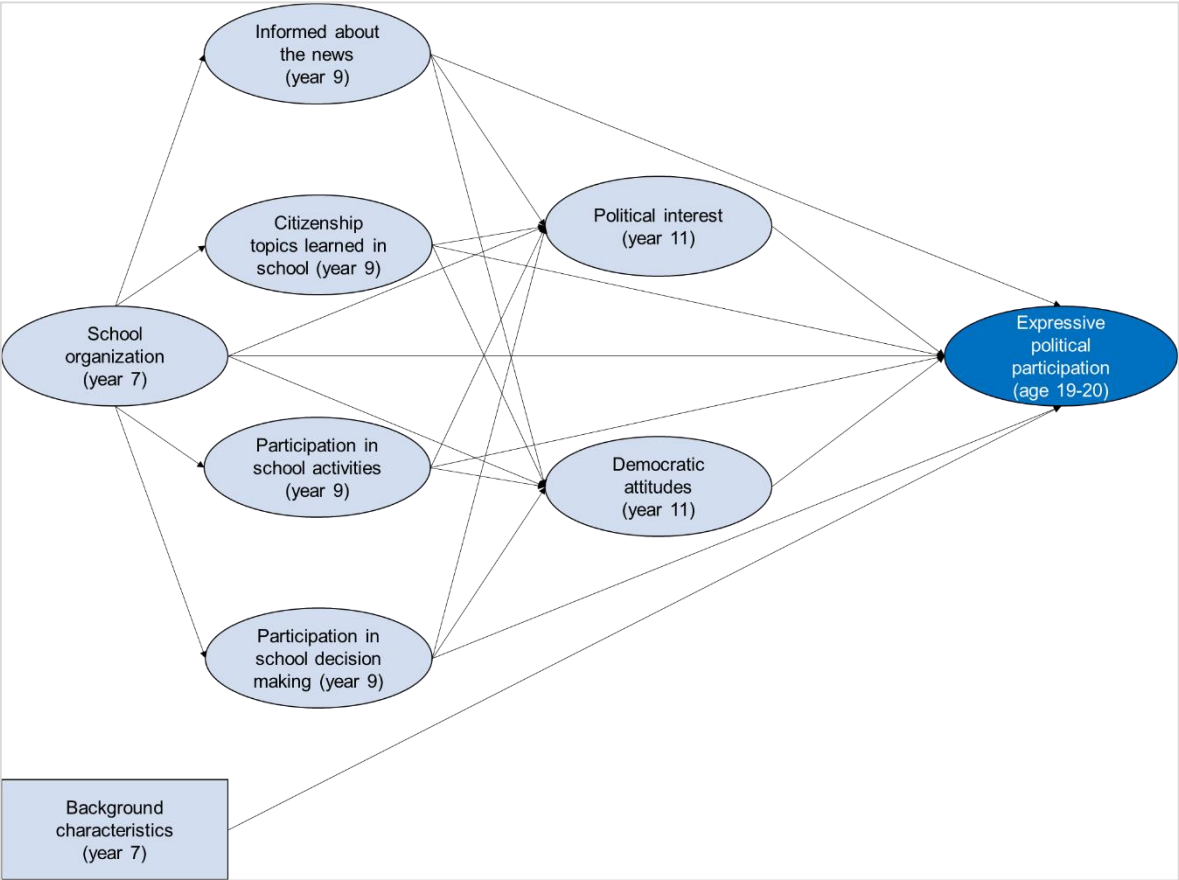 Informed about
the news
(year 9)
Citizenship
topics learned in
school (year 9)
Political interest
(year 11)
School
organization
(year 7)
Expressive
political
participation
(age 19-20)
Participation in
school activities
(year 9)
Democratic
attitudes
(year 11)
Participation in
school decision
making (year 9)
Background
characteristics
(year 7)